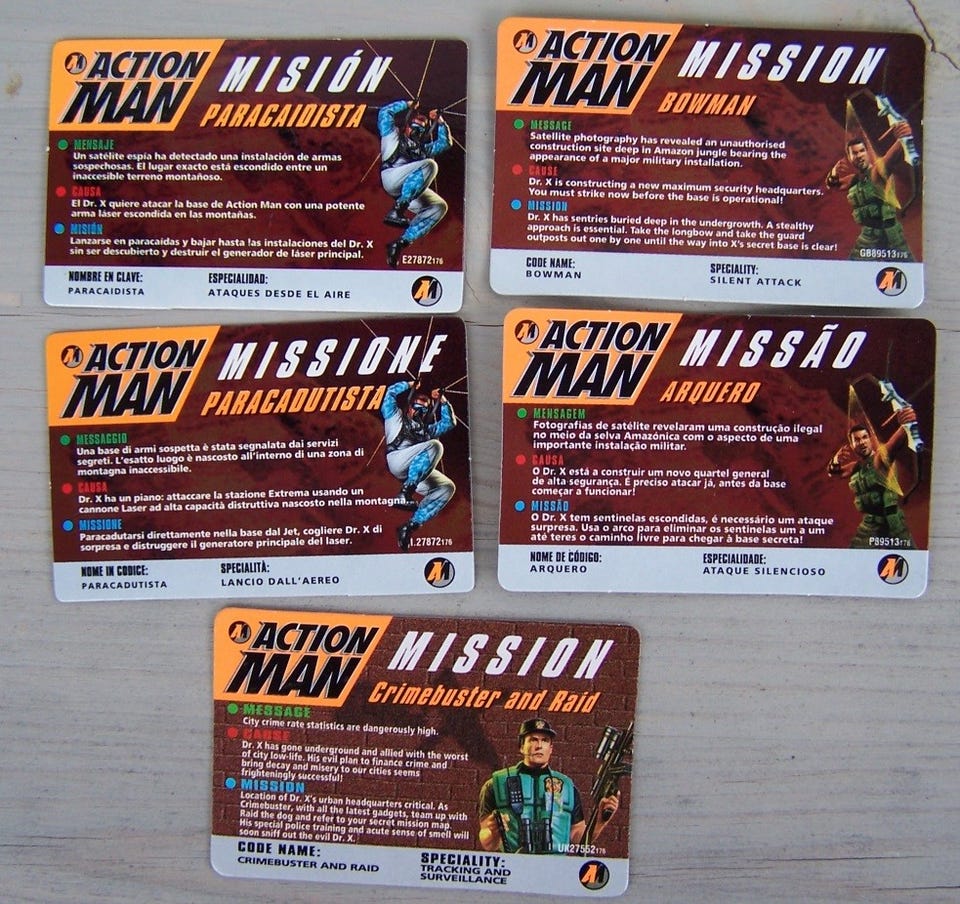 ACTION MAN
MISIÓN
PARACAIDISTA
MENSAJE
Un satélite espía ha detectado una instalación de armas
sospechosas. El lugar exacto está escondido entre un
inaccesible terreno montañoso.
CAUSA
El Dr. X quiere atacar la base de Action Man con una potente
arma láser escondida en las montañas.
MISIÓN
Lanzarse en paracaídas y bajar hasta las instalaciones del Dr. X
sin ser descubierto y destruir el generador de láser principal.
E27872176
NOMBRE EN CLAVE:
PARACAIDISTA
ESPECIALIDAD:
ATAQUES DESDE EL AIRE
ACTION MAN
MISSION
BOWMAN
MESSAGE
Satellite photography has revealed an unauthorised
construction site deep in Amazon jungle bearing the
appearance of a major military installation.
CAUSE
Dr. X is constructing a new maximum security headquarters.
You must strike now before the base is operational!
MISSION
Dr. X has sentries buried deep in the undergrowth. A stealthy
approach is essential. Take the longbow and take the guard
outposts out one by one until the way into X's secret base is clear!
GB89513176
CODE NAME:
BOWMAN
SPECIALITY:
SILENT ATTACK
ACTION MAN
MISSIONE
PARACADUTISTA
MESSAGGIO
Una base di armi sospetta è stata segnalata dai servizi
segreti. L'esatto luogo è nascosto all'interno di una zona di
montagna inaccessibile.
CAUSA
Dr. X ha un piano: attaccare la stazione Extrema usando un
cannone Laser ad alta capacità distruttiva nascosto nella montagna.
MISSIONE
Paracadutarsi direttamente nella base dal Jet, cogliere Dr. X di
sorpresa e distruggere il generatore principale del laser.
I.27872176
NOME IN CODICE:
PARACADUTISTA
SPECIALITÀ:
LANCIO DALL'AEREO
ACTION MAN
MISSÃO
ARQUERO
MENSAGEM
Fotografias de satélite revelaram uma construção ilegal
no meio da selva Amazónica com o aspecto de uma
importante instalação militar.
CAUSA
O Dr. X está a construir um novo quartel general
de alta segurança. É preciso atacar já, antes da base
começar a funcionar!
MISSÃO
O Dr. X tem sentinelas escondidas, é necessário um ataque
surpresa. Usa o arco para eliminar os sentinelas um a um
até teres o caminho livre para chegar à base secreta!
P89513176
NOME DE CÓDIGO:
ARQUERO
ESPECIALIDADE:
ATAQUE SILENCIOSO
ACTION MAN
MISSION
Crimebuster and Raid
MESSAGE
City crime rate statistics are dangerously high.
CAUSE
Dr. X has gone underground and allied with the worst
of city low-life. His evil plan to finance crime and
bring decay and misery to our cities seems
frighteningly successful!
MISSION
Location of Dr. X's urban headquarters critical. As
Crimebuster, with all the latest gadgets, team up with
Raid the dog and refer to your secret mission map.
His special police training and acute sense of smell will
soon sniff out the evil Dr. X.
UK27552176
CODE NAME:
CRIMEBUSTER AND RAID
SPECIALITY:
TRACKING AND
SURVEILLANCE